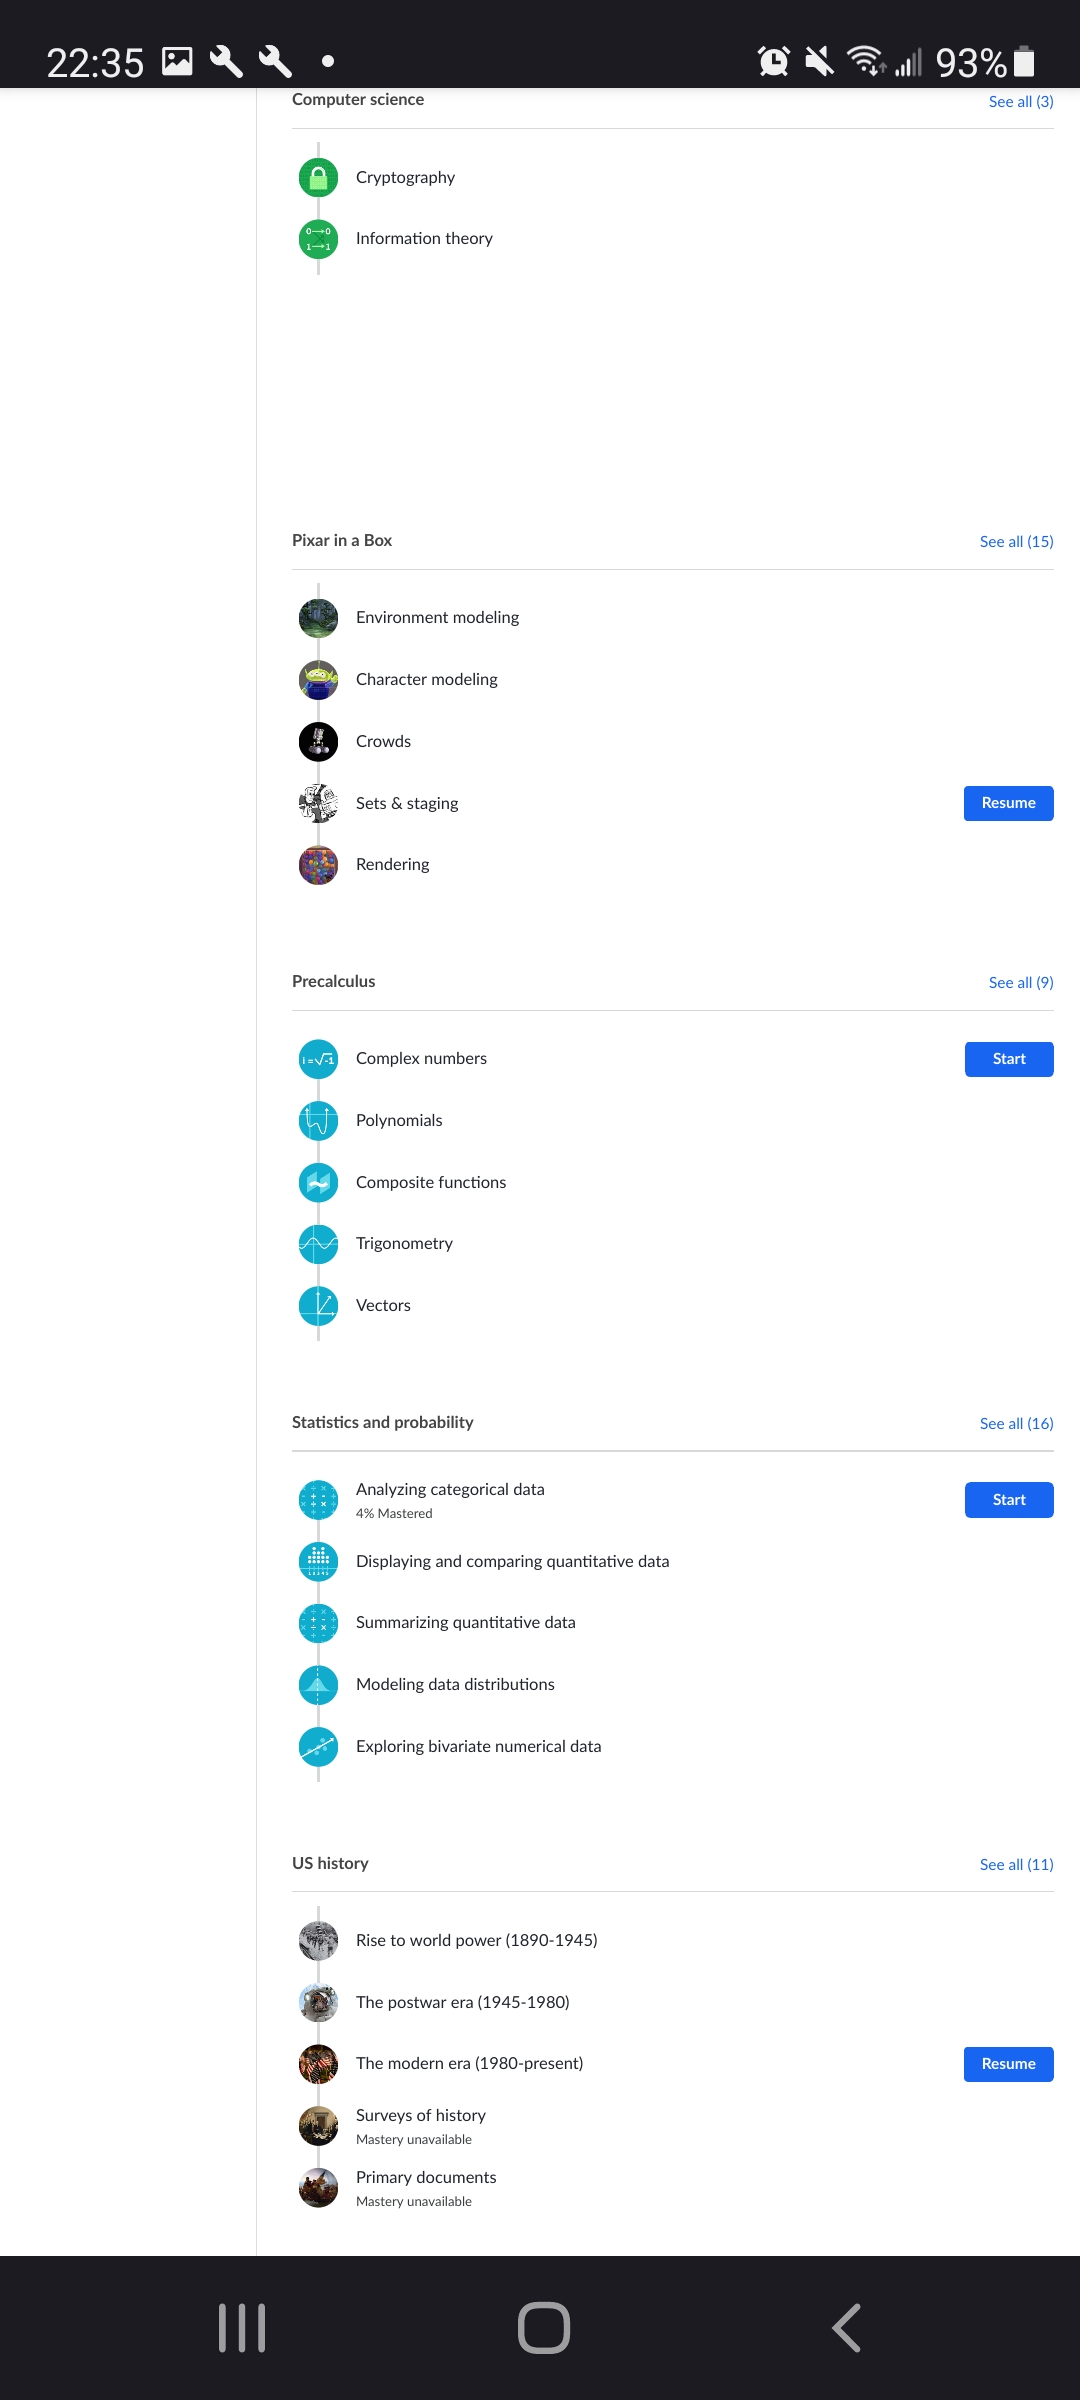 22:35 93%
Computer science See all (3)
Cryptography
0→0
1→1
Information theory
Pixar in a Box See all (15)
Environment modeling
Character modeling
Crowds
Sets & staging Resume
Rendering
Precalculus See all (9)
i=√-1 Complex numbers Start
Polynomials
Composite functions
Trigonometry
Vectors
Statistics and probability See all (16)
Analyzing categorical data Start
4% Mastered
Displaying and comparing quantitative data
Summarizing quantitative data
Modeling data distributions
Exploring bivariate numerical data
US history See all (11)
Rise to world power (1890-1945)
The postwar era (1945-1980)
The modern era (1980-present) Resume
Surveys of history
Mastery unavailable
Primary documents
Mastery unavailable